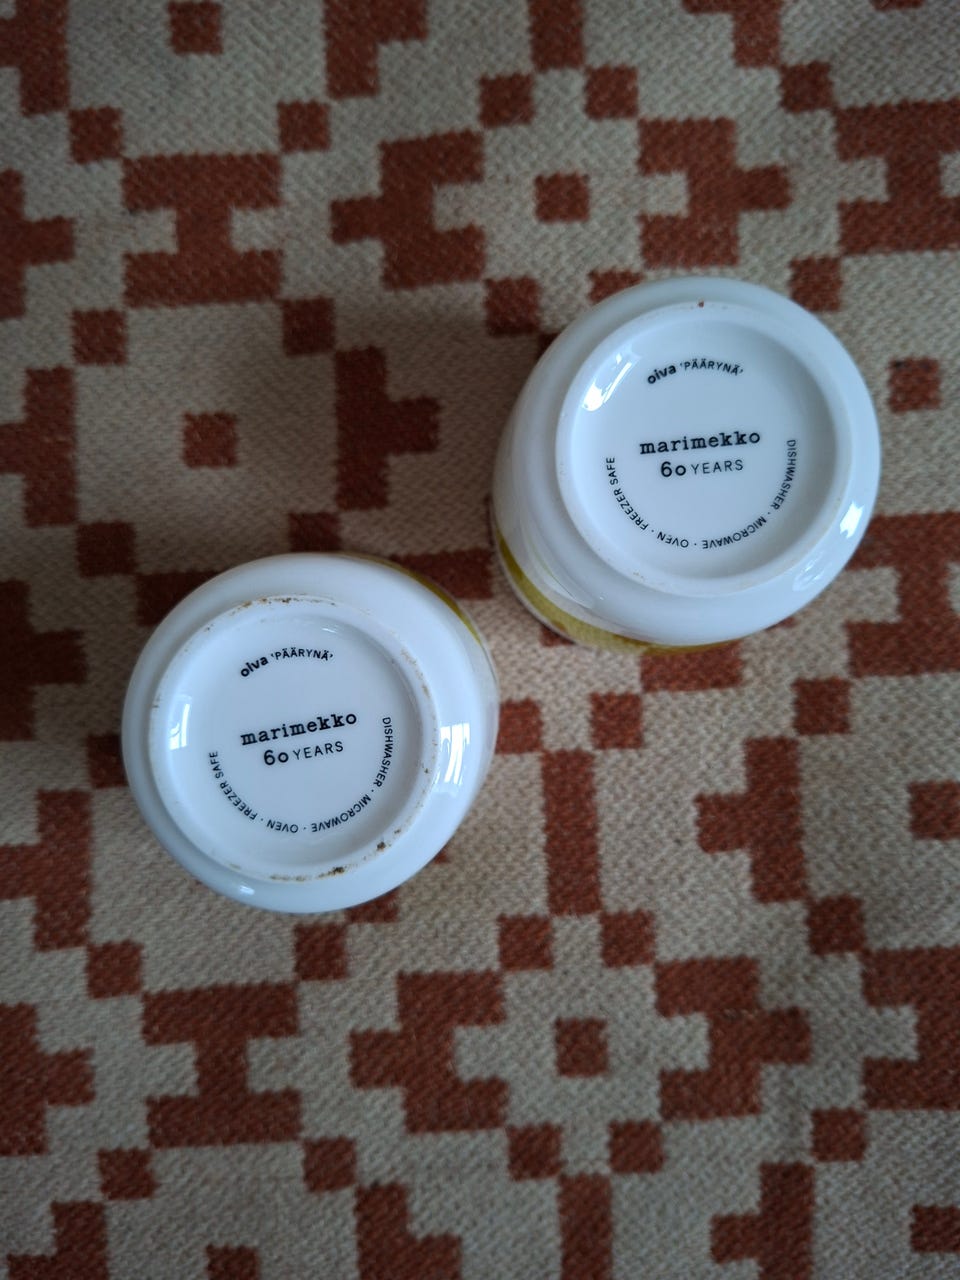 oiva 'PÄÄRYNÄ'
marimekko
60 YEARS
DISHWASHER · MICROWAVE · OVEN · FREEZER SAFE
oiva 'PÄÄRYNÄ'
marimekko
60 YEARS
DISHWASHER · MICROWAVE · OVEN · FREEZER SAFE